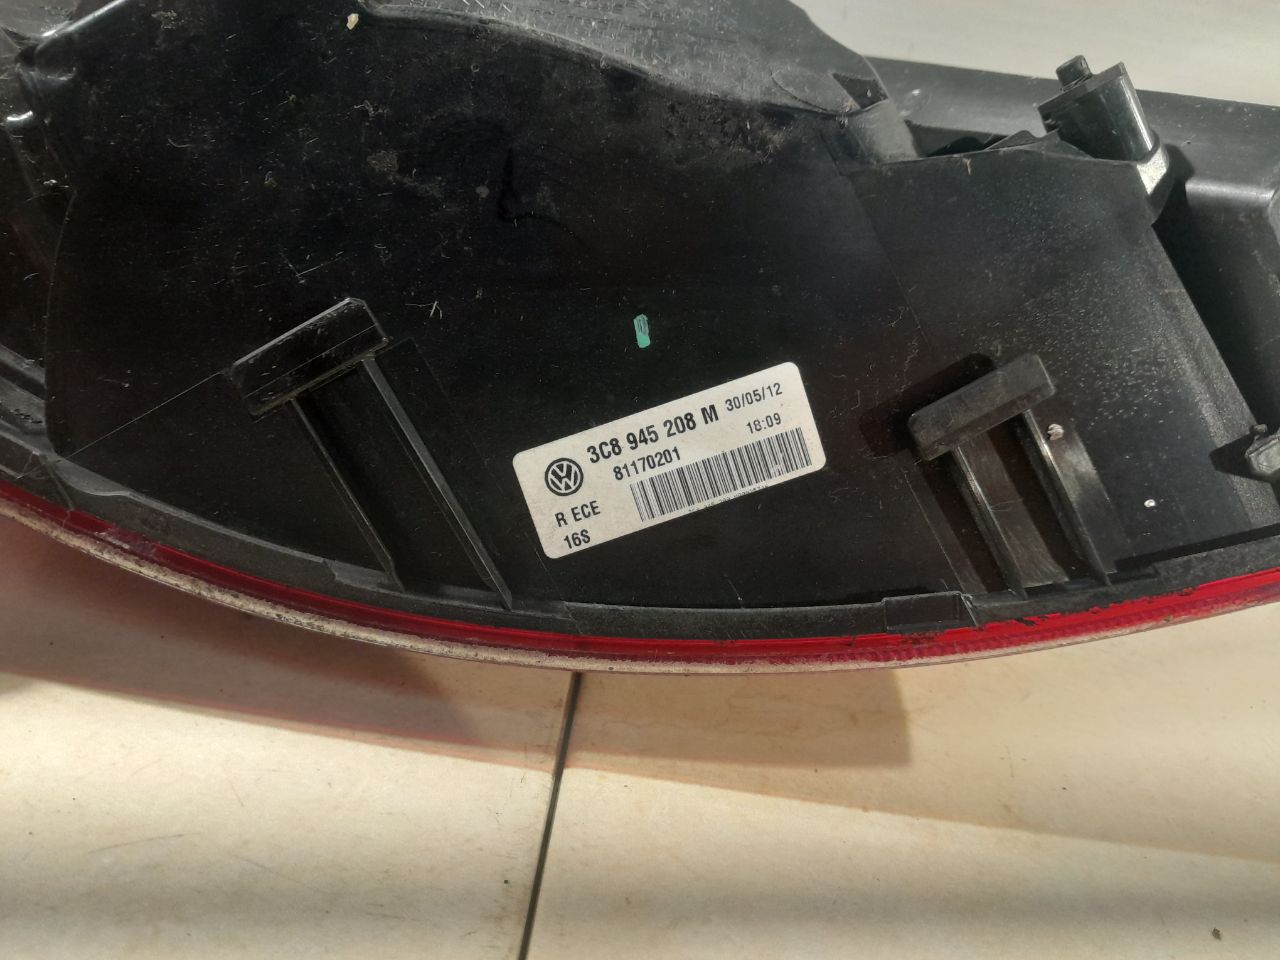 3C8 945 208 M 30/05/12
81170201 18:09
R ECE
16S